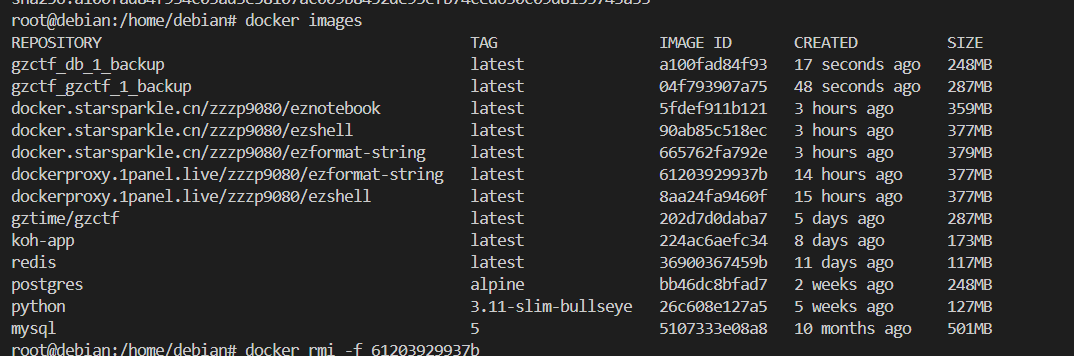 root@debian:/home/debian# docker images
REPOSITORY TAG IMAGE ID CREATED SIZE
gzctf_db_1_backup latest a100fad84f93 17 seconds ago 248MB
gzctf_gzctf_1_backup latest 04f793907a75 48 seconds ago 287MB
docker.starsparkle.cn/zzzp9080/eznotebook latest 5fdef911b121 3 hours ago 359MB
docker.starsparkle.cn/zzzp9080/ezshell latest 90ab85c518ec 3 hours ago 377MB
docker.starsparkle.cn/zzzp9080/ezformat-string latest 665762fa792e 3 hours ago 379MB
dockerproxy.1panel.live/zzzp9080/ezformat-string latest 61203929937b 14 hours ago 377MB
dockerproxy.1panel.live/zzzp9080/ezshell latest 8aa24fa9460f 15 hours ago 377MB
gztime/gzctf latest 202d7d0daba7 5 days ago 287MB
koh-app latest 224ac6aefc34 8 days ago 173MB
redis latest 36900367459b 11 days ago 117MB
postgres alpine bb46dc8bfad7 2 weeks ago 248MB
python 3.11-slim-bullseye 26c608e127a5 5 weeks ago 127MB
mysql 5 5107333e08a8 10 months ago 501MB
root@debian:/home/debian# docker rmi -f 61203929937b